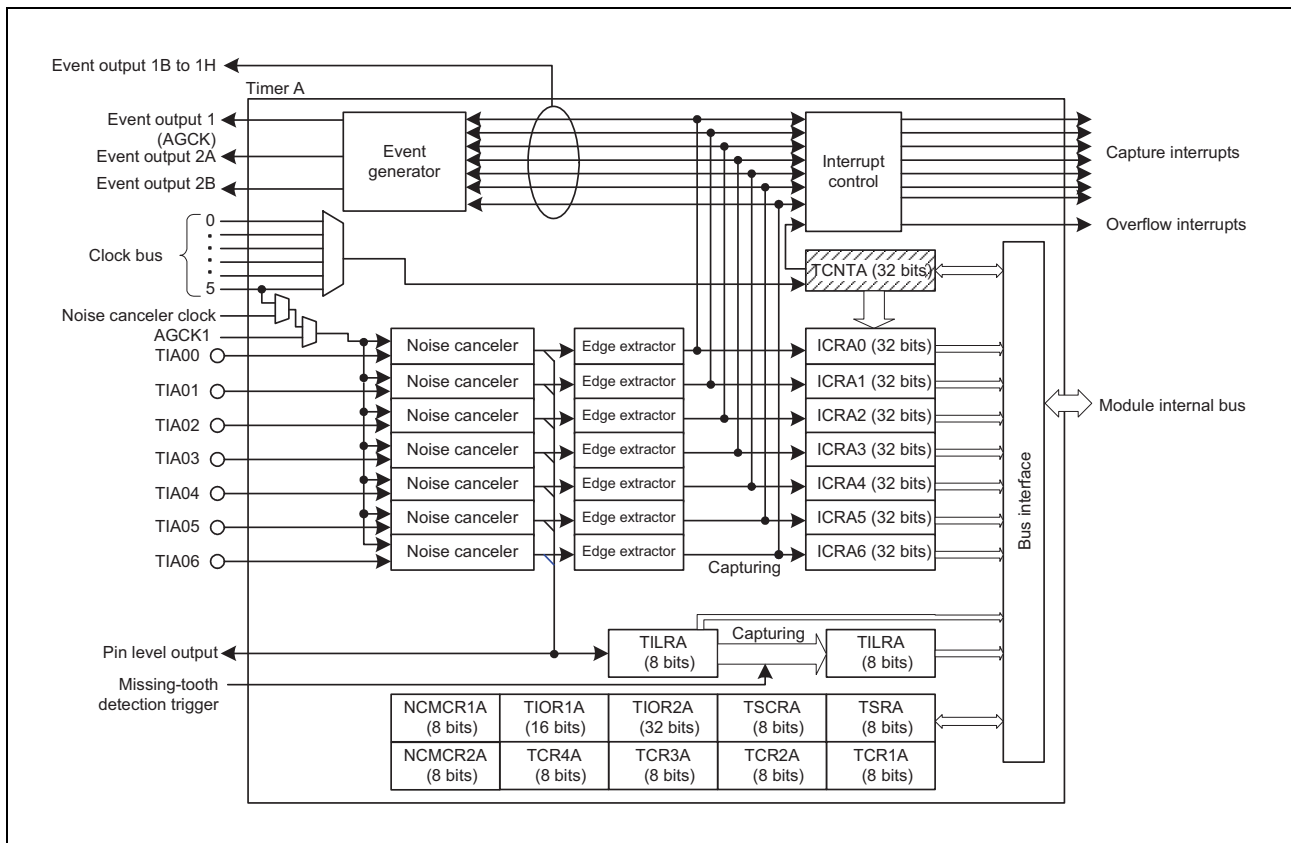 Event output 1B to 1H
Timer A
Event output 1
(AGCK)
Event output 2A
Event output 2B
Event
generator
Interrupt
control
Capture interrupts
Overflow interrupts
Clock bus
0
5
TCNTA (32 bits)
Noise canceler clock
AGCK1
TIA00
Noise canceler
Edge extractor
ICRA0 (32 bits)
TIA01
Noise canceler
Edge extractor
ICRA1 (32 bits)
TIA02
Noise canceler
Edge extractor
ICRA2 (32 bits)
TIA03
Noise canceler
Edge extractor
ICRA3 (32 bits)
TIA04
Noise canceler
Edge extractor
ICRA4 (32 bits)
TIA05
Noise canceler
Edge extractor
ICRA5 (32 bits)
TIA06
Noise canceler
Edge extractor
ICRA6 (32 bits)
Capturing
Module internal bus
Bus interface
Pin level output
TILRA
(8 bits)
Capturing
TILRA
(8 bits)
Missing-tooth
detection trigger
NCMCR1A
(8 bits)
TIOR1A
(16 bits)
TIOR2A
(32 bits)
TSCRA
(8 bits)
TSRA
(8 bits)
NCMCR2A
(8 bits)
TCR4A
(8 bits)
TCR3A
(8 bits)
TCR2A
(8 bits)
TCR1A
(8 bits)